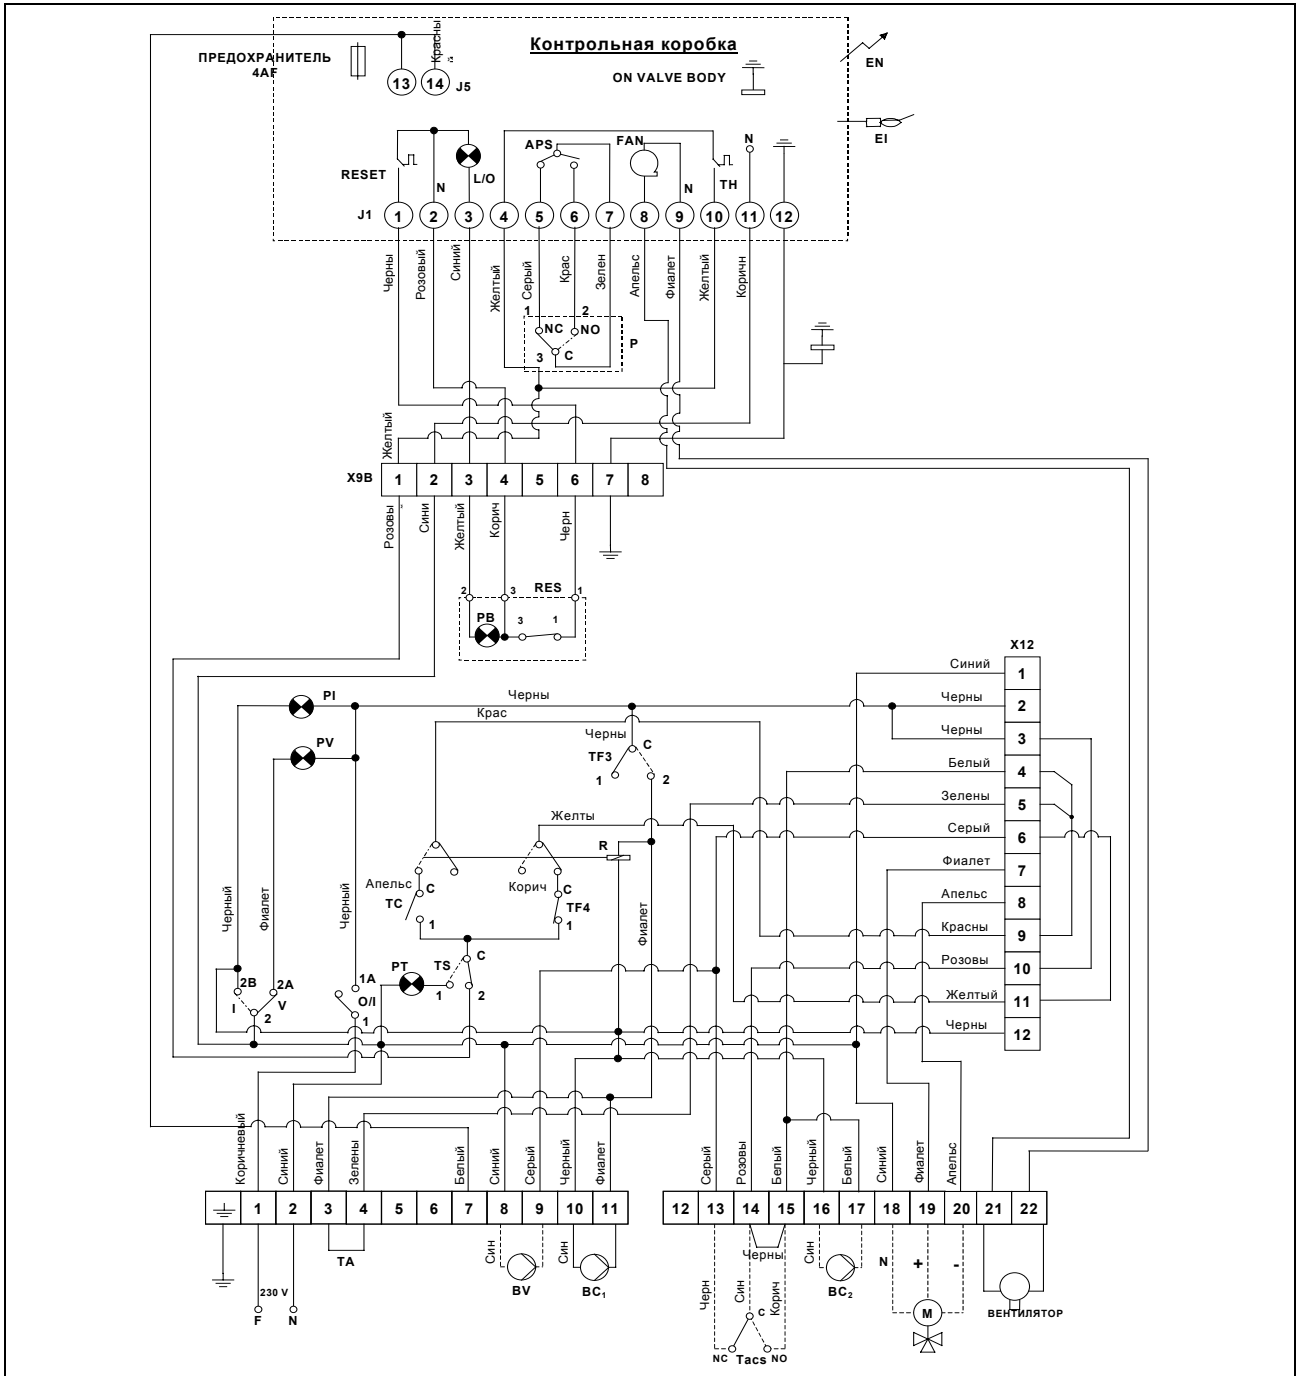 Контрольная коробка
ПРЕДОХРАНИТЕЛЬ
4AF
Красны
й
EN
ON VALVE BODY
13 14 J5
EI
APS FAN N
RESET L/O TH
N N
J1 1 2 3 4 5 6 7 8 9 10 11 12
Черны Розовый Синий Желтый Серый Крас Зелен Апельс Фиалет Желтый Коричн
1 2
NC NO P
3 C
Желтый
X9B 1 2 3 4 5 6 7 8
Розовы Сини Желтый Корич Черн
2 3 RES 1
PB 3 1
X12
Синий 1
PI Черны Черны 2
Крас
Черны Черны 3
PV C
TF3
1 2
Белый 4
Зелены 5
Желты Серый 6
R
Фиалет 7
Апельс C Корич C
TC TF4
1 1
Апельс 8
Черный Фиалет Черный Фиалет
Красны 9
C
PT TS
1 2
Розовы 10
2B 2A 1A
I V O/I
2 1
Желтый 11
Черны 12
Коричневый Синий Фиалет Зелены Белый Синий Серый Черный Фиалет
Серый Розовы Белый Черный Белый Синий Фиалет Апельс
1 2 3 4 5 6 7 8 9 10 11
12 13 14 15 16 17 18 19 20 21 22
TA
Син Син
BV BC₁
230 V
F N
Черны
Черн Син Корич
Син
BC₂
N + -
M
ВЕНТИЛЯТОР
C
NC Tacs NO